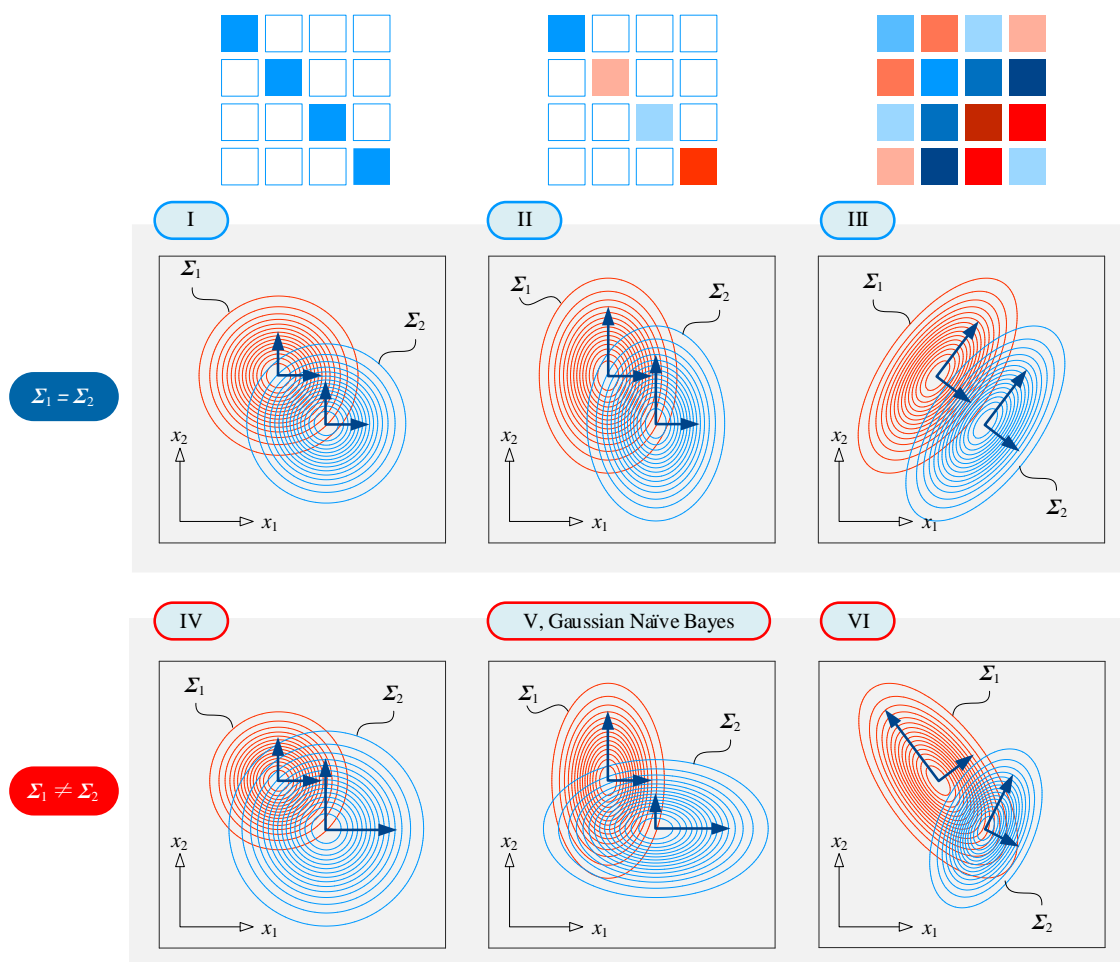 I
II
III
Σ1
Σ2
x2
x1
Σ1
Σ2
x2
x1
Σ1
Σ2
x2
x1
Σ1 = Σ2
IV
V, Gaussian Naïve Bayes
VI
Σ1
Σ2
x2
x1
Σ1
Σ2
x2
x1
Σ1
Σ2
x2
x1
Σ1 ≠ Σ2